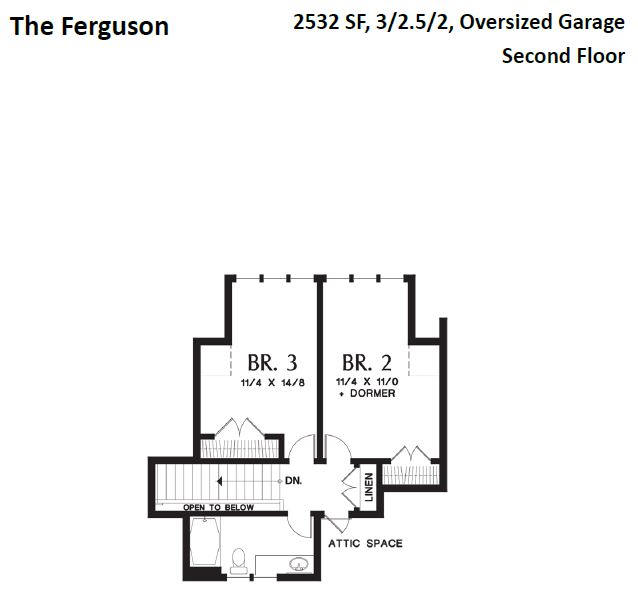 The Ferguson
2532 SF, 3/2.5/2, Oversized Garage
Second Floor
BR. 3
11/4 X 14/8
BR. 2
11/4 X 11/0
+ DORMER
DN.
LINEN
OPEN TO BELOW
ATTIC SPACE